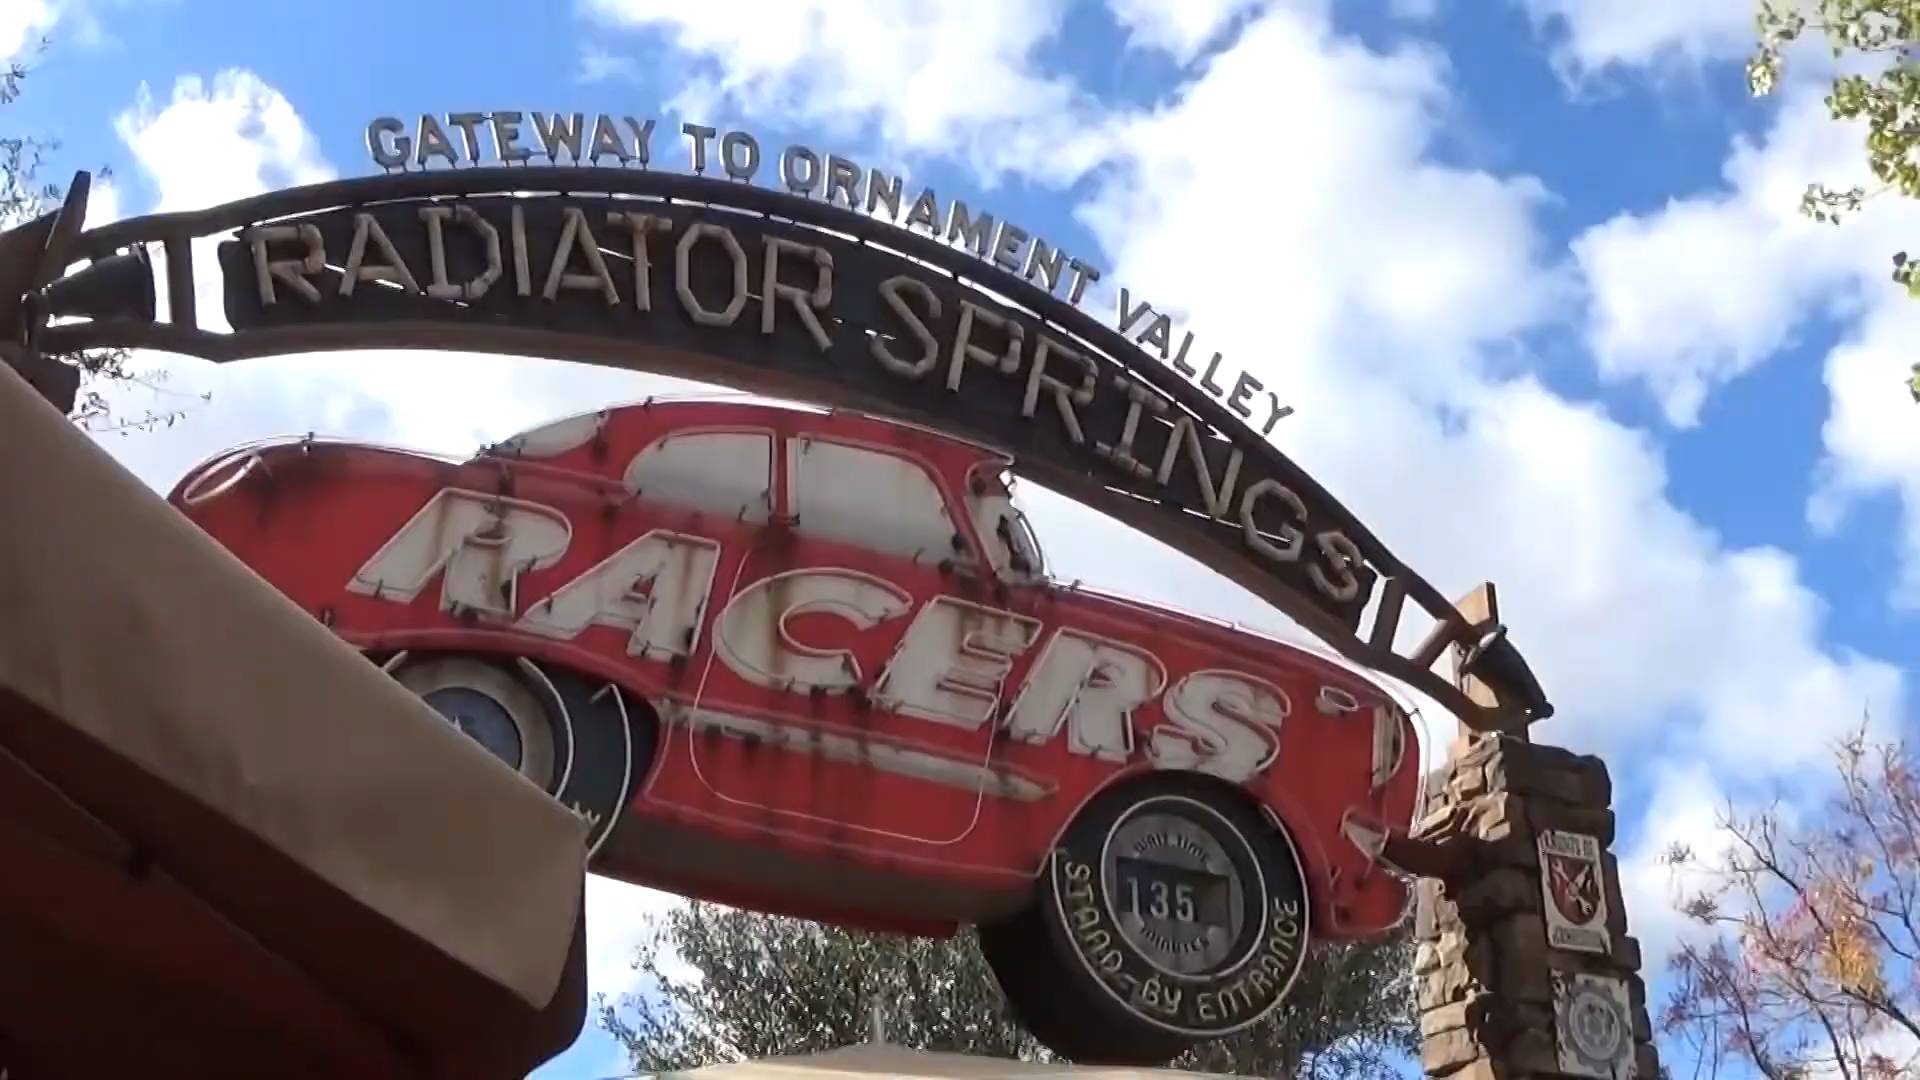 GATEWAY TO ORNAMENT VALLEY
RADIATOR SPRINGS
RACERS
WAIT TIME
135
MINUTES
STAND-BY ENTRANCE